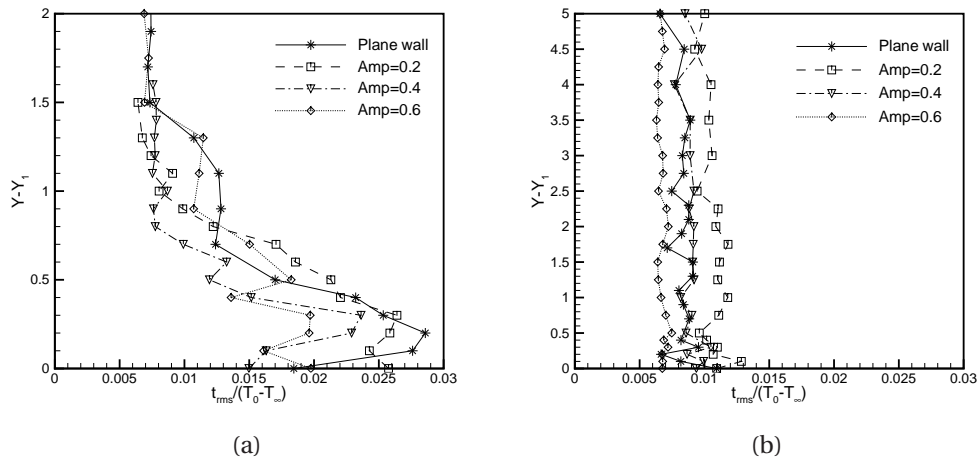 2
1.5
1
0.5
0
Y-Y1
0
0.005
0.01
0.015
0.02
0.025
0.03
trms/(T0-T∞)
Plane wall
Amp=0.2
Amp=0.4
Amp=0.6
(a)
5
4.5
4
3.5
3
2.5
2
1.5
1
0.5
0
Y-Y1
0
0.005
0.01
0.015
0.02
0.025
0.03
trms/(T0-T∞)
Plane wall
Amp=0.2
Amp=0.4
Amp=0.6
(b)